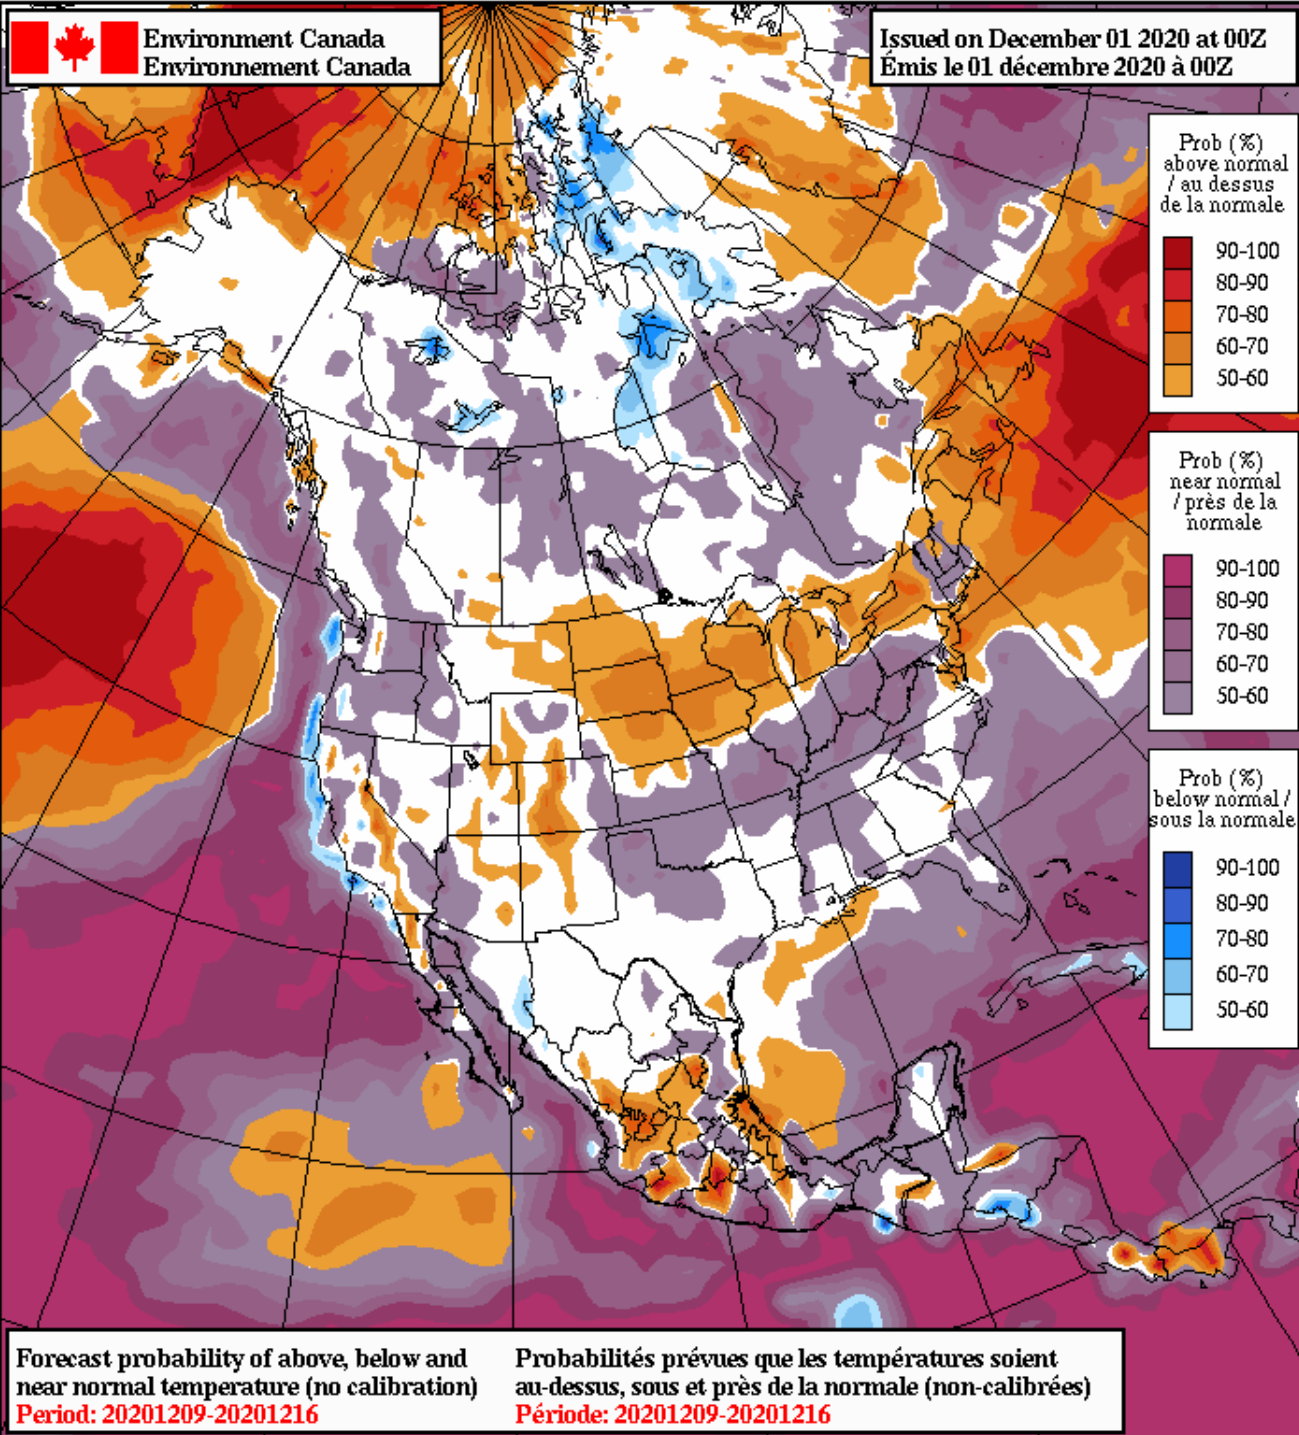 Environment Canada
Environnement Canada
Issued on December 01 2020 at 00Z
Émis le 01 décembre 2020 à 00Z
Prob (%)
above normal
/ au dessus
de la normale
90-100
80-90
70-80
60-70
50-60
Prob (%)
near normal
/ près de la
normale
90-100
80-90
70-80
60-70
50-60
Prob (%)
below normal /
sous la normale
90-100
80-90
70-80
60-70
50-60
Forecast probability of above, below and
near normal temperature (no calibration)
Period: 20201209-20201216
Probabilités prévues que les températures soient
au-dessus, sous et près de la normale (non-calibrées)
Période: 20201209-20201216